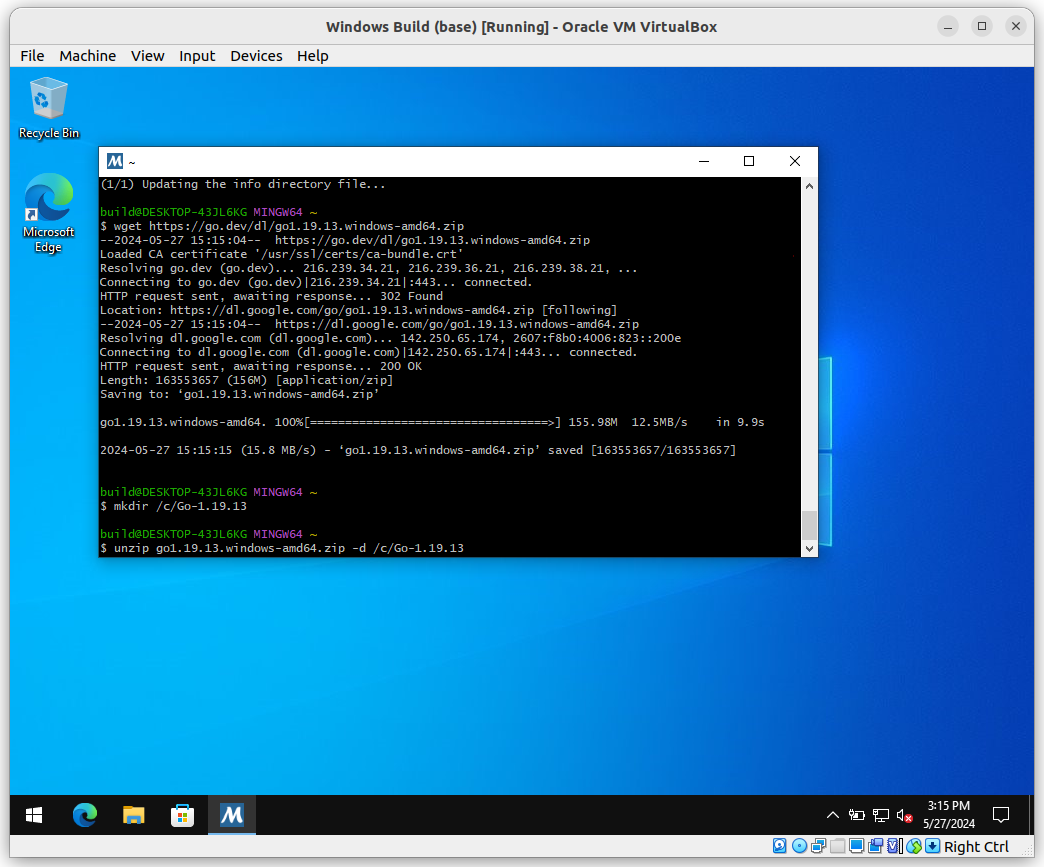 Windows Build (base) [Running] - Oracle VM VirtualBox
File Machine View Input Devices Help
Recycle Bin
Microsoft
Edge
~
(1/1) Updating the info directory file...
build@DESKTOP-43JL6KG MINGW64 ~
$ wget https://go.dev/dl/go1.19.13.windows-amd64.zip
--2024-05-27 15:15:04--  https://go.dev/dl/go1.19.13.windows-amd64.zip
Loaded CA certificate '/usr/ssl/certs/ca-bundle.crt'
Resolving go.dev (go.dev)... 216.239.34.21, 216.239.36.21, 216.239.38.21, ...
Connecting to go.dev (go.dev)|216.239.34.21|:443... connected.
HTTP request sent, awaiting response... 302 Found
Location: https://dl.google.com/go/go1.19.13.windows-amd64.zip [following]
--2024-05-27 15:15:04--  https://dl.google.com/go/go1.19.13.windows-amd64.zip
Resolving dl.google.com (dl.google.com)... 142.250.65.174, 2607:f8b0:4006:823::200e
Connecting to dl.google.com (dl.google.com)|142.250.65.174|:443... connected.
HTTP request sent, awaiting response... 200 OK
Length: 163553657 (156M) [application/zip]
Saving to: ‘go1.19.13.windows-amd64.zip’
go1.19.13.windows-amd64. 100%[==================================>] 155.98M  12.5MB/s    in 9.9s
2024-05-27 15:15:15 (15.8 MB/s) - ‘go1.19.13.windows-amd64.zip’ saved [163553657/163553657]
build@DESKTOP-43JL6KG MINGW64 ~
$ mkdir /c/Go-1.19.13
build@DESKTOP-43JL6KG MINGW64 ~
$ unzip go1.19.13.windows-amd64.zip -d /c/Go-1.19.13
3:15 PM
5/27/2024
Right Ctrl